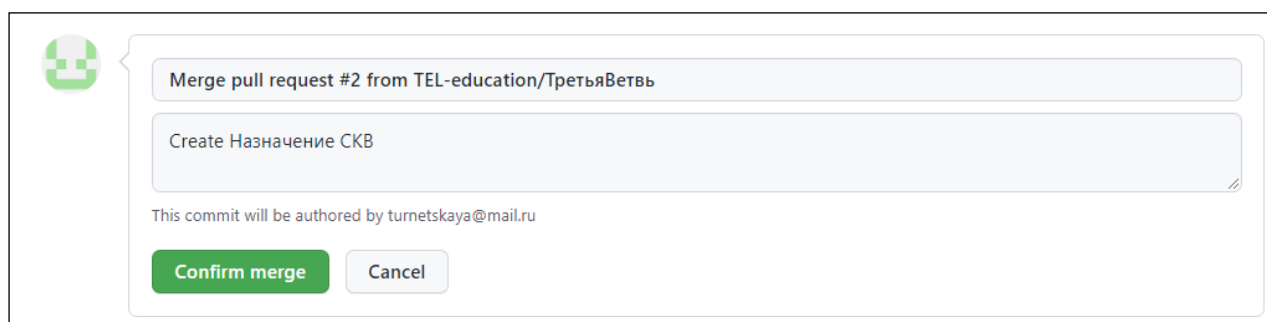 Merge pull request #2 from TEL-education/ТретьяВетвь
Create Назначение СКВ
This commit will be authored by turnetskaya@mail.ru
Confirm merge
Cancel